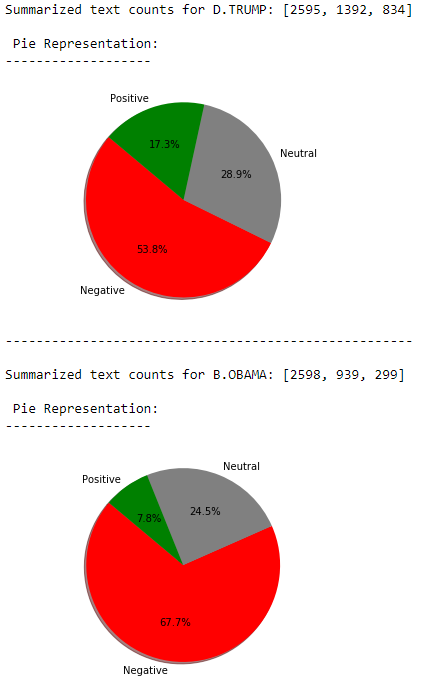 Summarized text counts for D.TRUMP: [2595, 1392, 834]
Pie Representation:
-------------------
Positive
17.3%
Neutral
28.9%
53.8%
Negative
-----------------------------------------------------
Summarized text counts for B.OBAMA: [2598, 939, 299]
Pie Representation:
-------------------
Neutral
Positive
24.5%
7.8%
67.7%
Negative